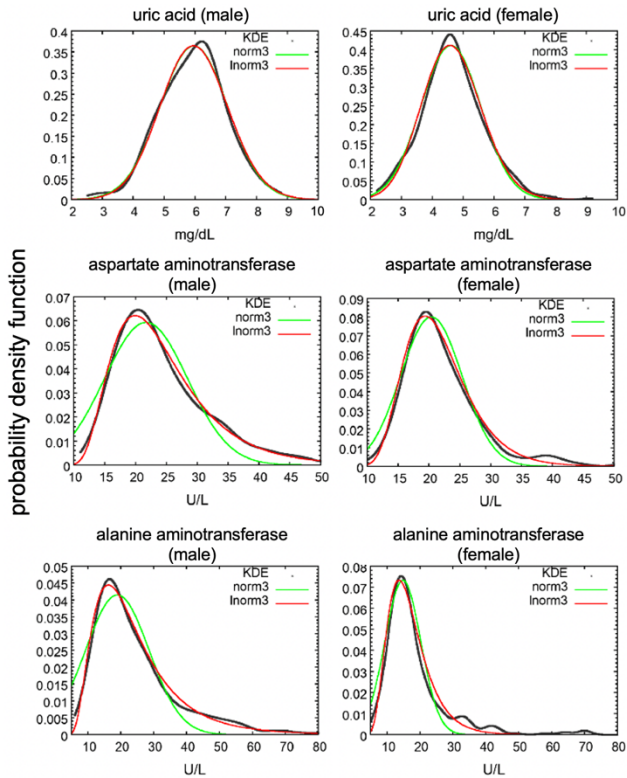 uric acid (male)
0.4
0.35
0.3
0.25
0.2
0.15
0.1
0.05
0
KDE
norm3
lnorm3
2 3 4 5 6 7 8 9 10
mg/dL
uric acid (female)
0.45
0.4
0.35
0.3
0.25
0.2
0.15
0.1
0.05
0
KDE
norm3
lnorm3
2 3 4 5 6 7 8 9 10
mg/dL
probability density function
aspartate aminotransferase
(male)
0.07
0.06
0.05
0.04
0.03
0.02
0.01
0
KDE
norm3
lnorm3
10 15 20 25 30 35 40 45 50
U/L
aspartate aminotransferase
(female)
0.09
0.08
0.07
0.06
0.05
0.04
0.03
0.02
0.01
0
KDE
norm3
lnorm3
10 15 20 25 30 35 40 45 50
U/L
alanine aminotransferase
(male)
0.05
0.045
0.04
0.035
0.03
0.025
0.02
0.015
0.01
0.005
0
KDE
norm3
lnorm3
10 20 30 40 50 60 70 80
U/L
alanine aminotransferase
(female)
0.08
0.07
0.06
0.05
0.04
0.03
0.02
0.01
0
KDE
norm3
lnorm3
10 20 30 40 50 60 70 80
U/L